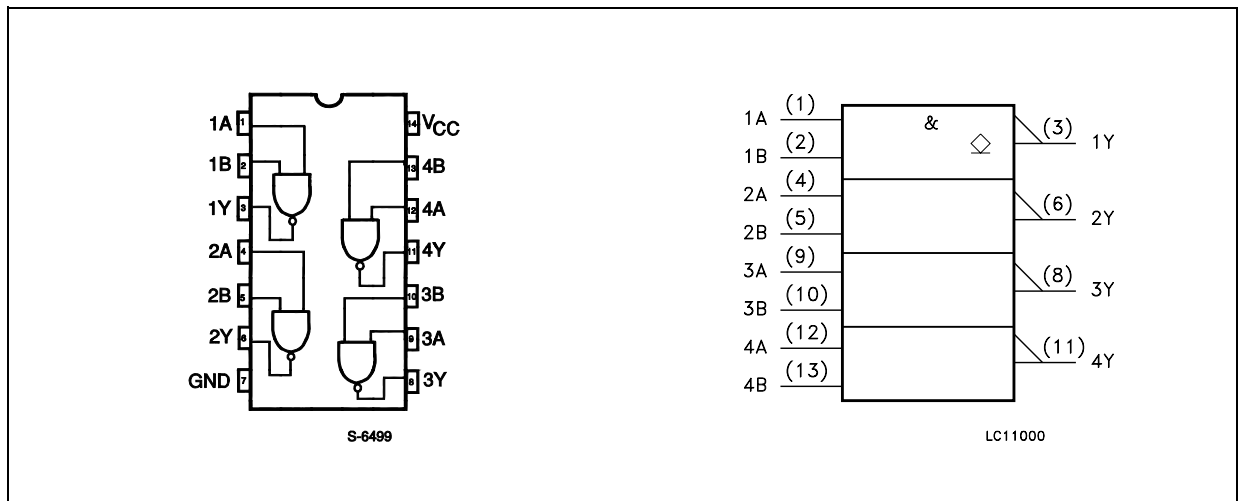 1A 1
1B 2
1Y 3
2A 4
2B 5
2Y 6
GND 7
14 VCC
13 4B
12 4A
11 4Y
10 3B
9 3A
8 3Y
S-6499
1A (1)
1B (2)
2A (4)
2B (5)
3A (9)
3B (10)
4A (12)
4B (13)
&
(3) 1Y
(6) 2Y
(8) 3Y
(11) 4Y
LC11000